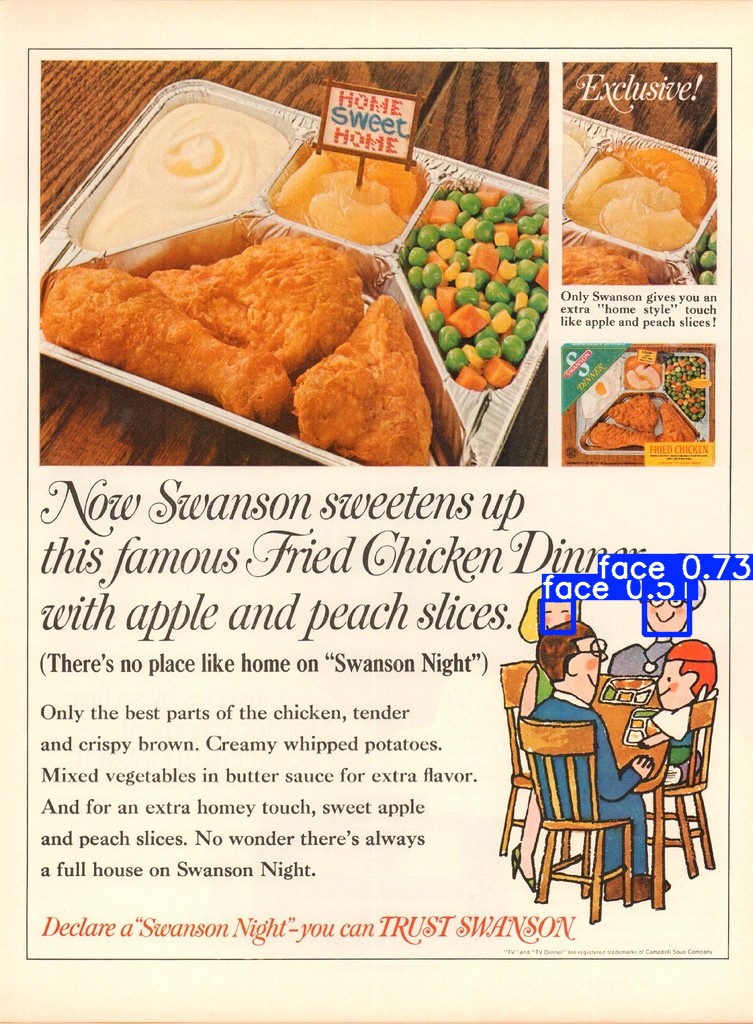 HOME
SWeet
HOME
Exclusive!
Only Swanson gives you an
extra "home style" touch
like apple and peach slices!
SWANSON
S
DINNER
FRIED CHICKEN
Now Swanson sweetens up
this famous Fried Chicken Dinner
with apple and peach slices.
face 0.73
face 0.51
(There's no place like home on "Swanson Night")
Only the best parts of the chicken, tender
and crispy brown. Creamy whipped potatoes.
Mixed vegetables in butter sauce for extra flavor.
And for an extra homey touch, sweet apple
and peach slices. No wonder there's always
a full house on Swanson Night.
Declare a "Swanson Night"-you can TRUST SWANSON
"TV" and "TV Dinner" are registered trademarks of Campbell Soup Company